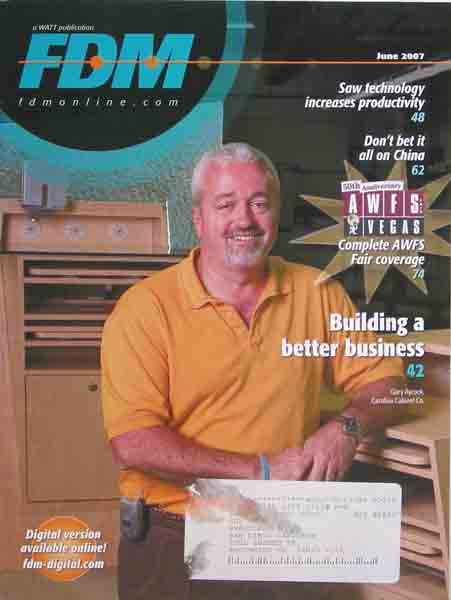 a WATT publication
FDM
fdmonline.com
June 2007
Saw technology
increases productivity
48
Don't bet it
all on China
62
50th Anniversary
AWFS
VEGAS
Complete AWFS
Fair coverage
74
Building a
better business
42
Gary Aycock,
Carolina Cabinet Co.
Digital version
available online!
fdm-digital.com